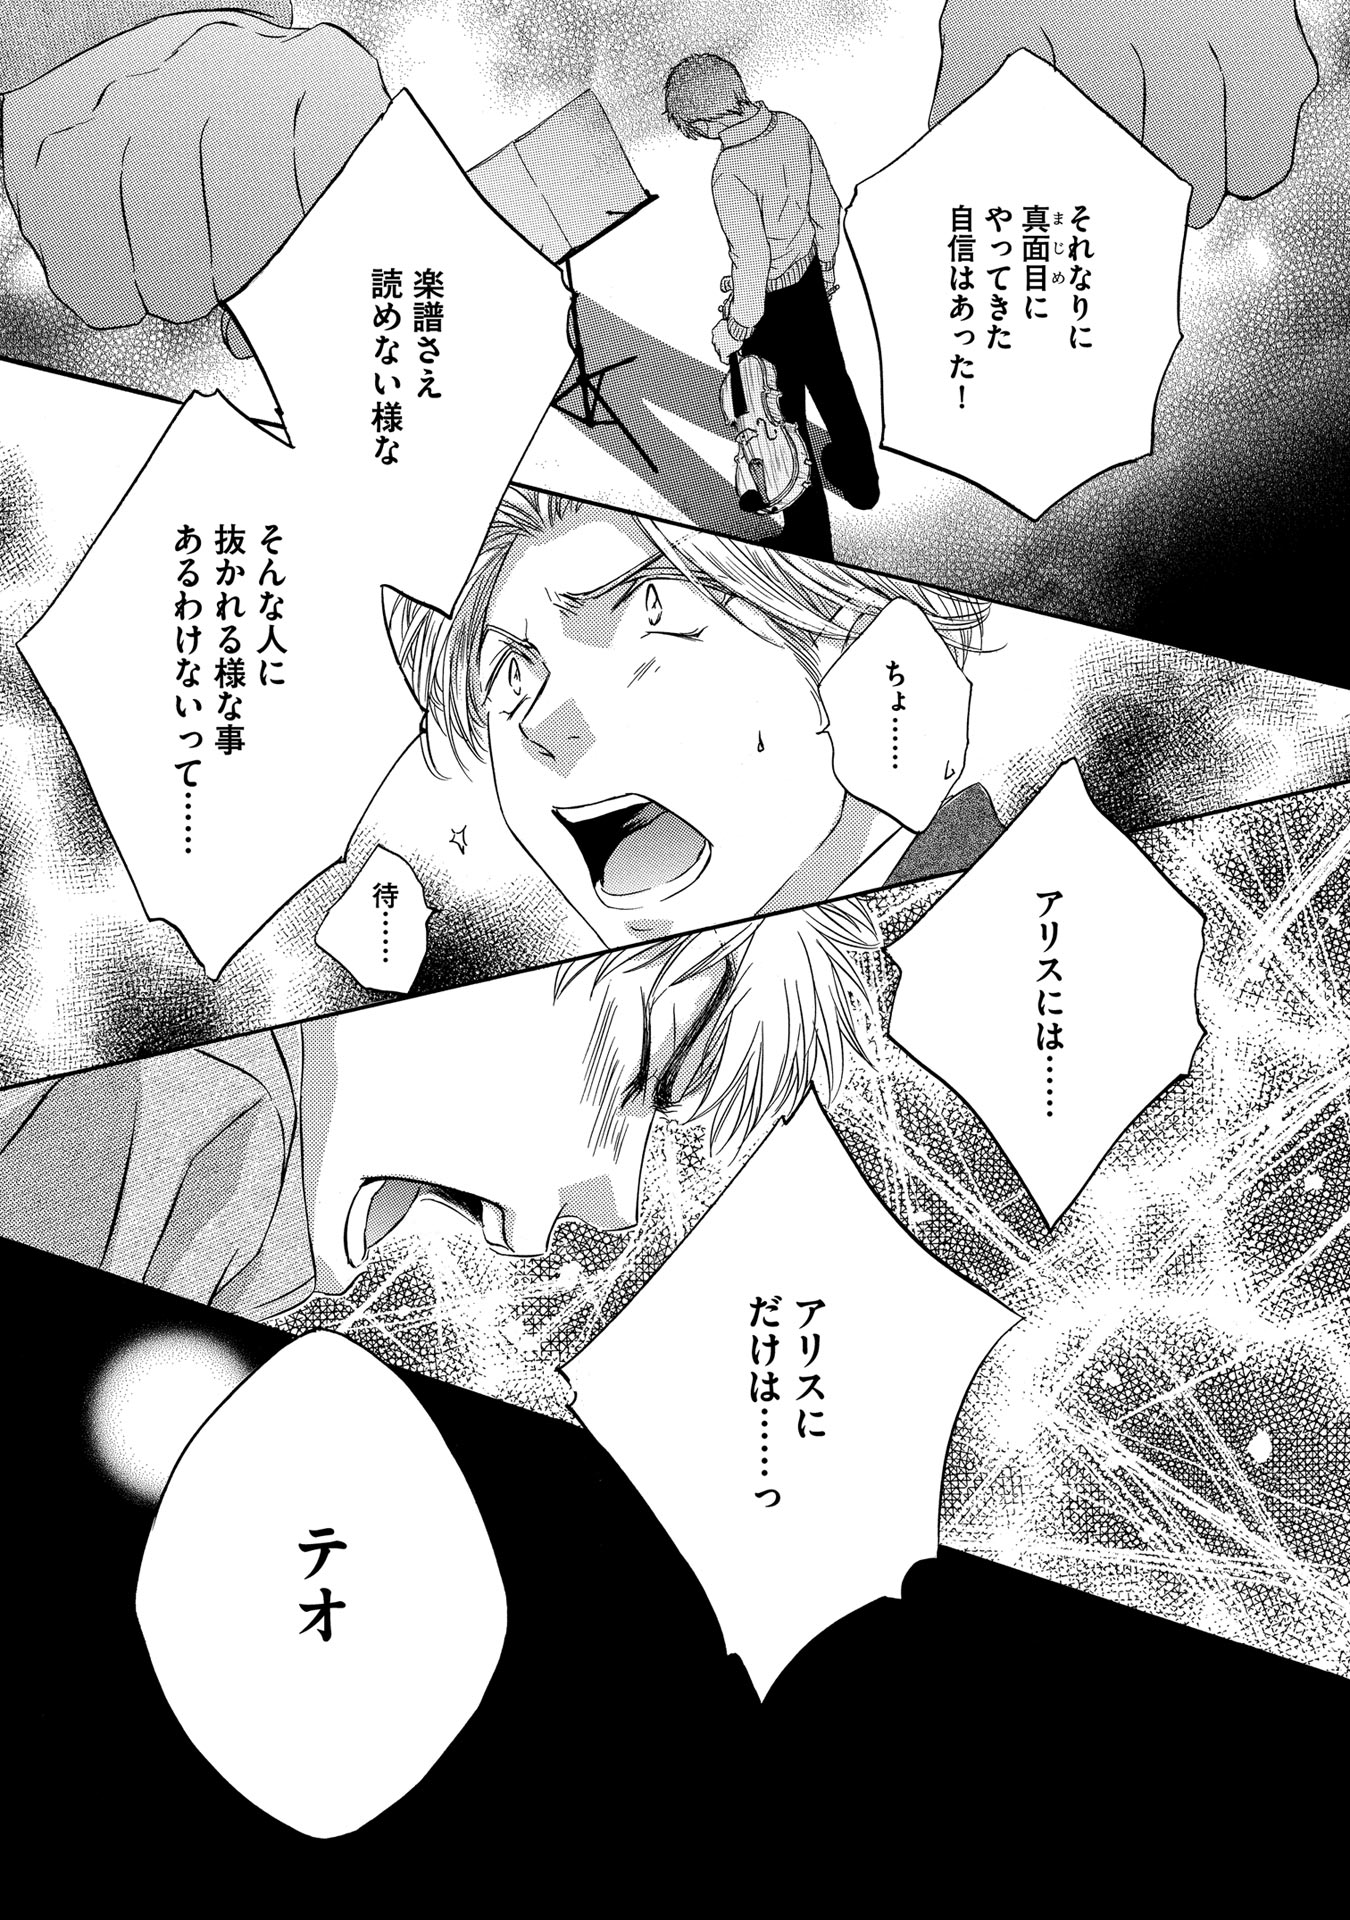 それなりに
真面目に
まじめ
やってきた
自信はあった!
楽譜さえ
読めない様な
そんな人に
抜かれる様な事
あるわけないって……
ちょ……
待……
アリスには……
アリスに
だけは……っ
テオ